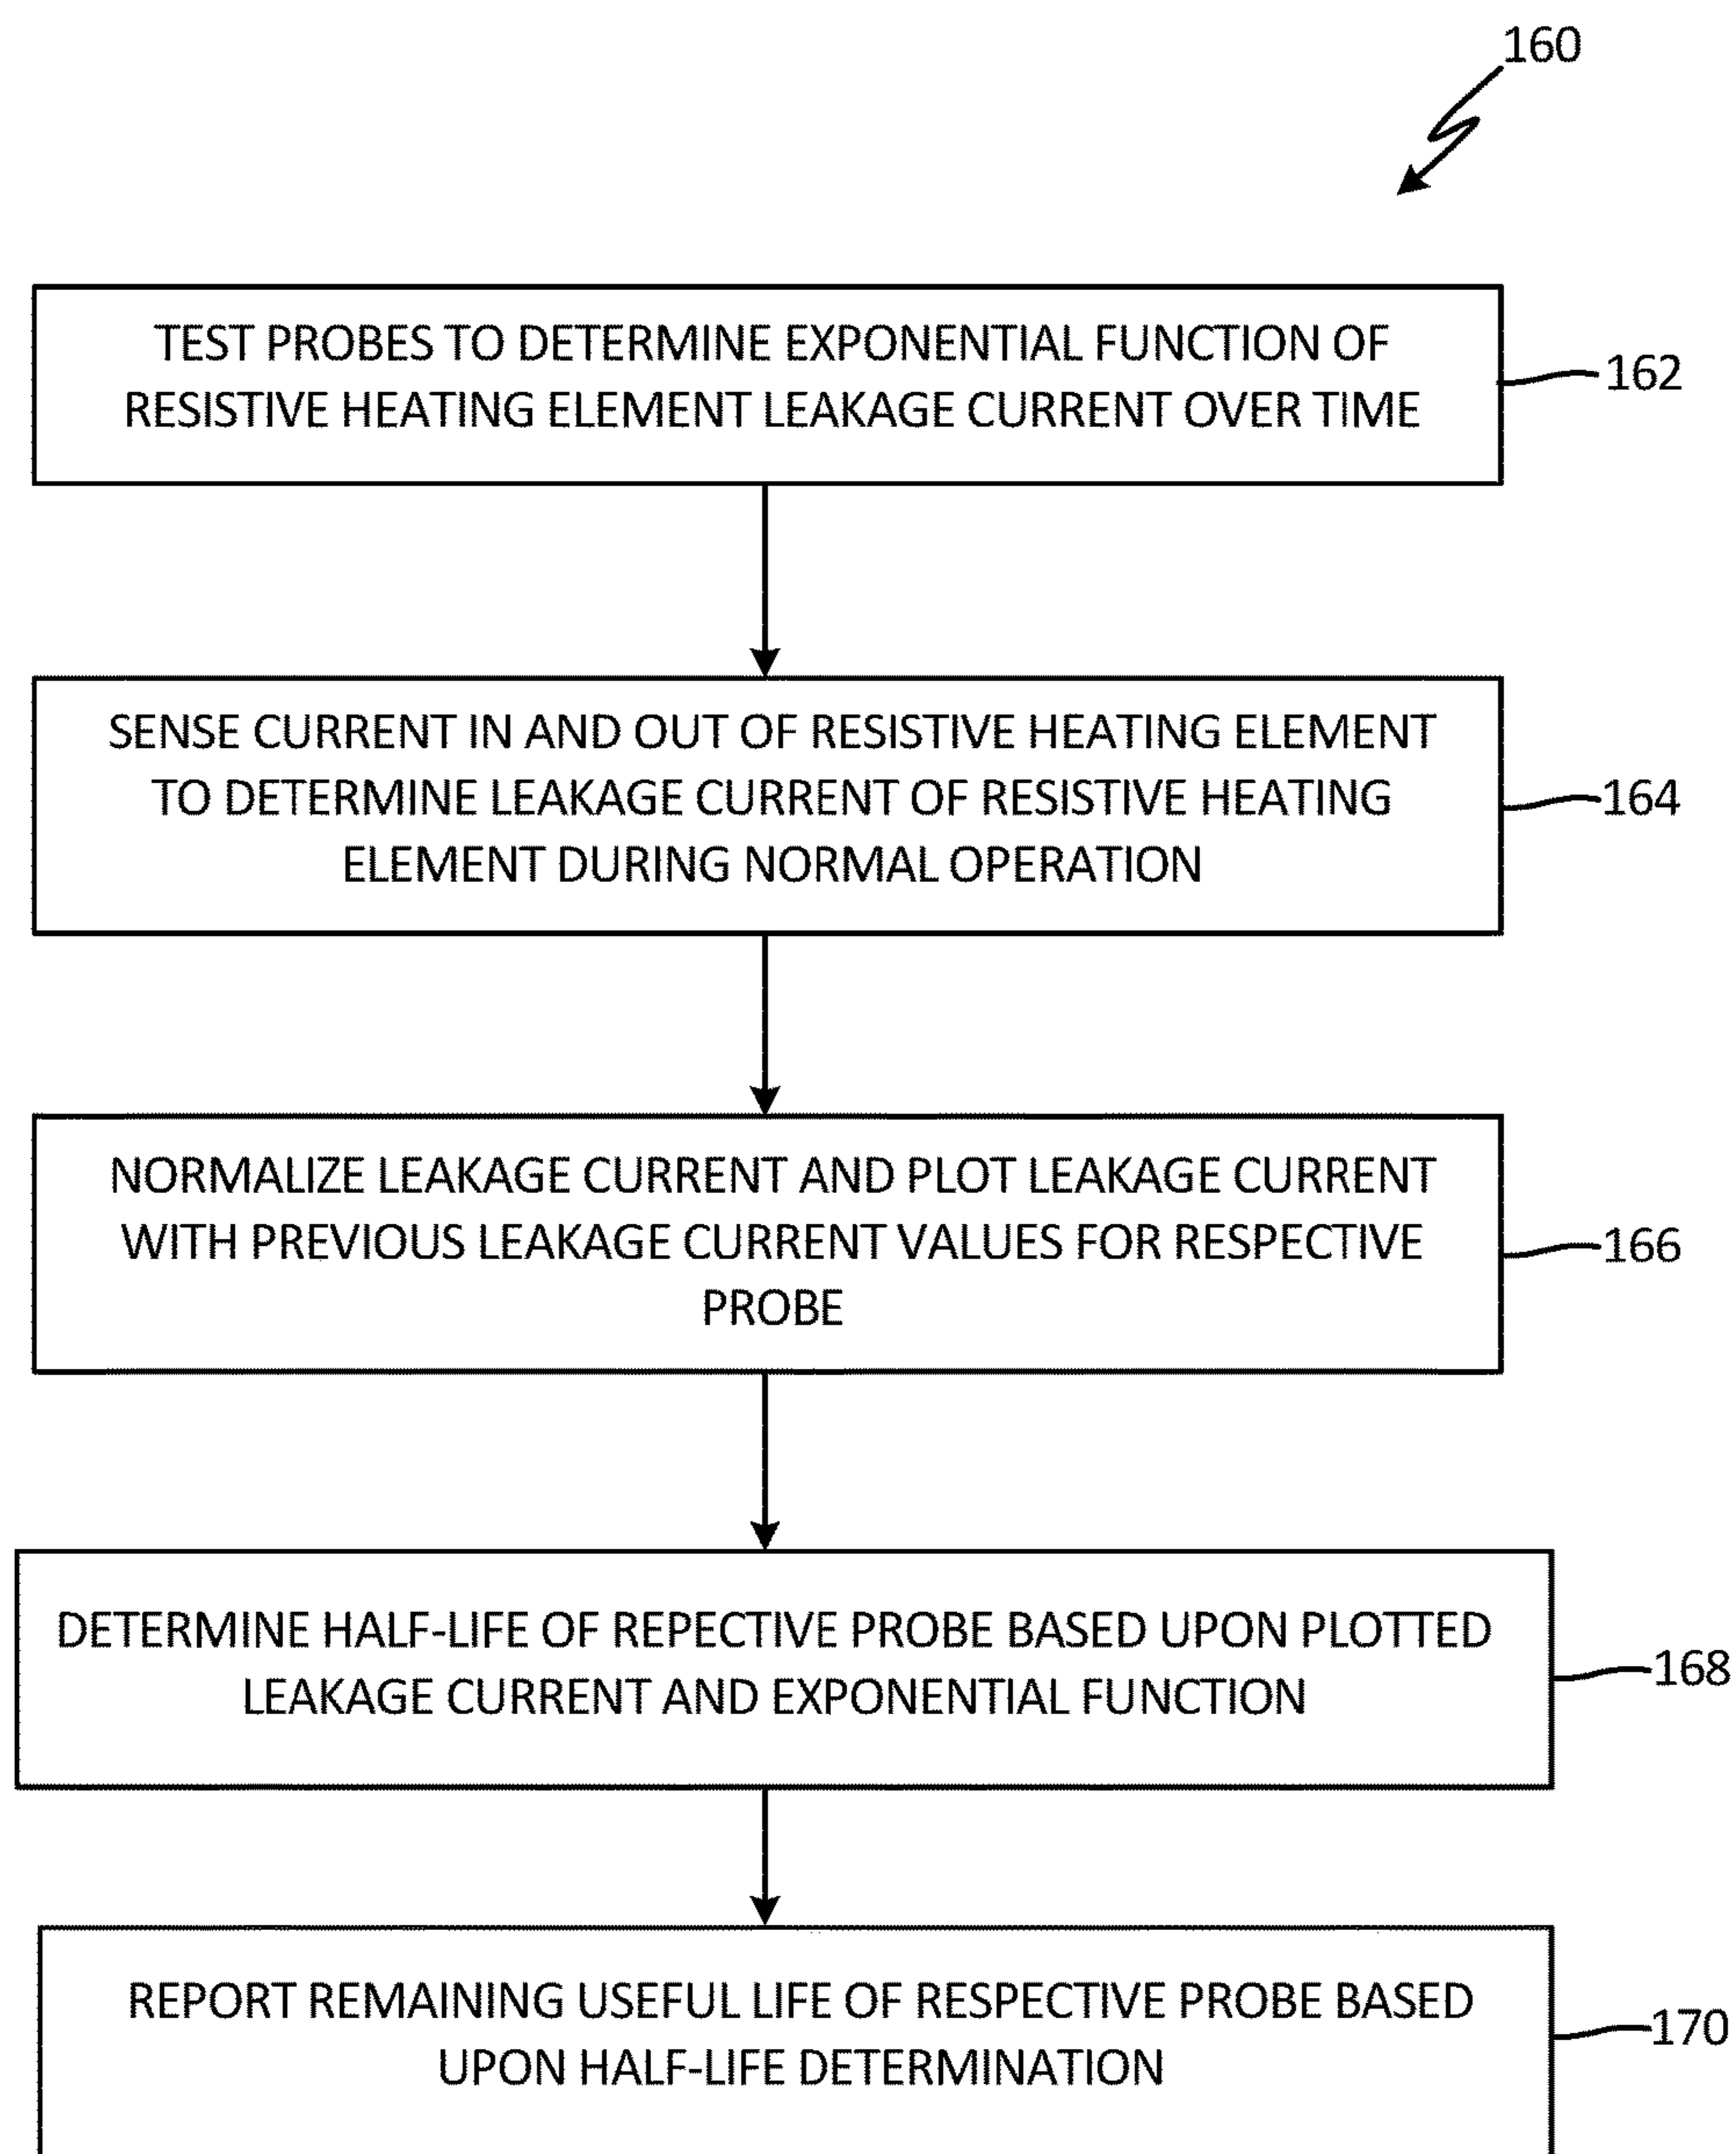 160
TEST PROBES TO DETERMINE EXPONENTIAL FUNCTION OF
RESISTIVE HEATING ELEMENT LEAKAGE CURRENT OVER TIME
162
SENSE CURRENT IN AND OUT OF RESISTIVE HEATING ELEMENT
TO DETERMINE LEAKAGE CURRENT OF RESISTIVE HEATING
ELEMENT DURING NORMAL OPERATION
164
NORMALIZE LEAKAGE CURRENT AND PLOT LEAKAGE CURRENT
WITH PREVIOUS LEAKAGE CURRENT VALUES FOR RESPECTIVE
PROBE
166
DETERMINE HALF-LIFE OF REPECTIVE PROBE BASED UPON PLOTTED
LEAKAGE CURRENT AND EXPONENTIAL FUNCTION
168
REPORT REMAINING USEFUL LIFE OF RESPECTIVE PROBE BASED
UPON HALF-LIFE DETERMINATION
170